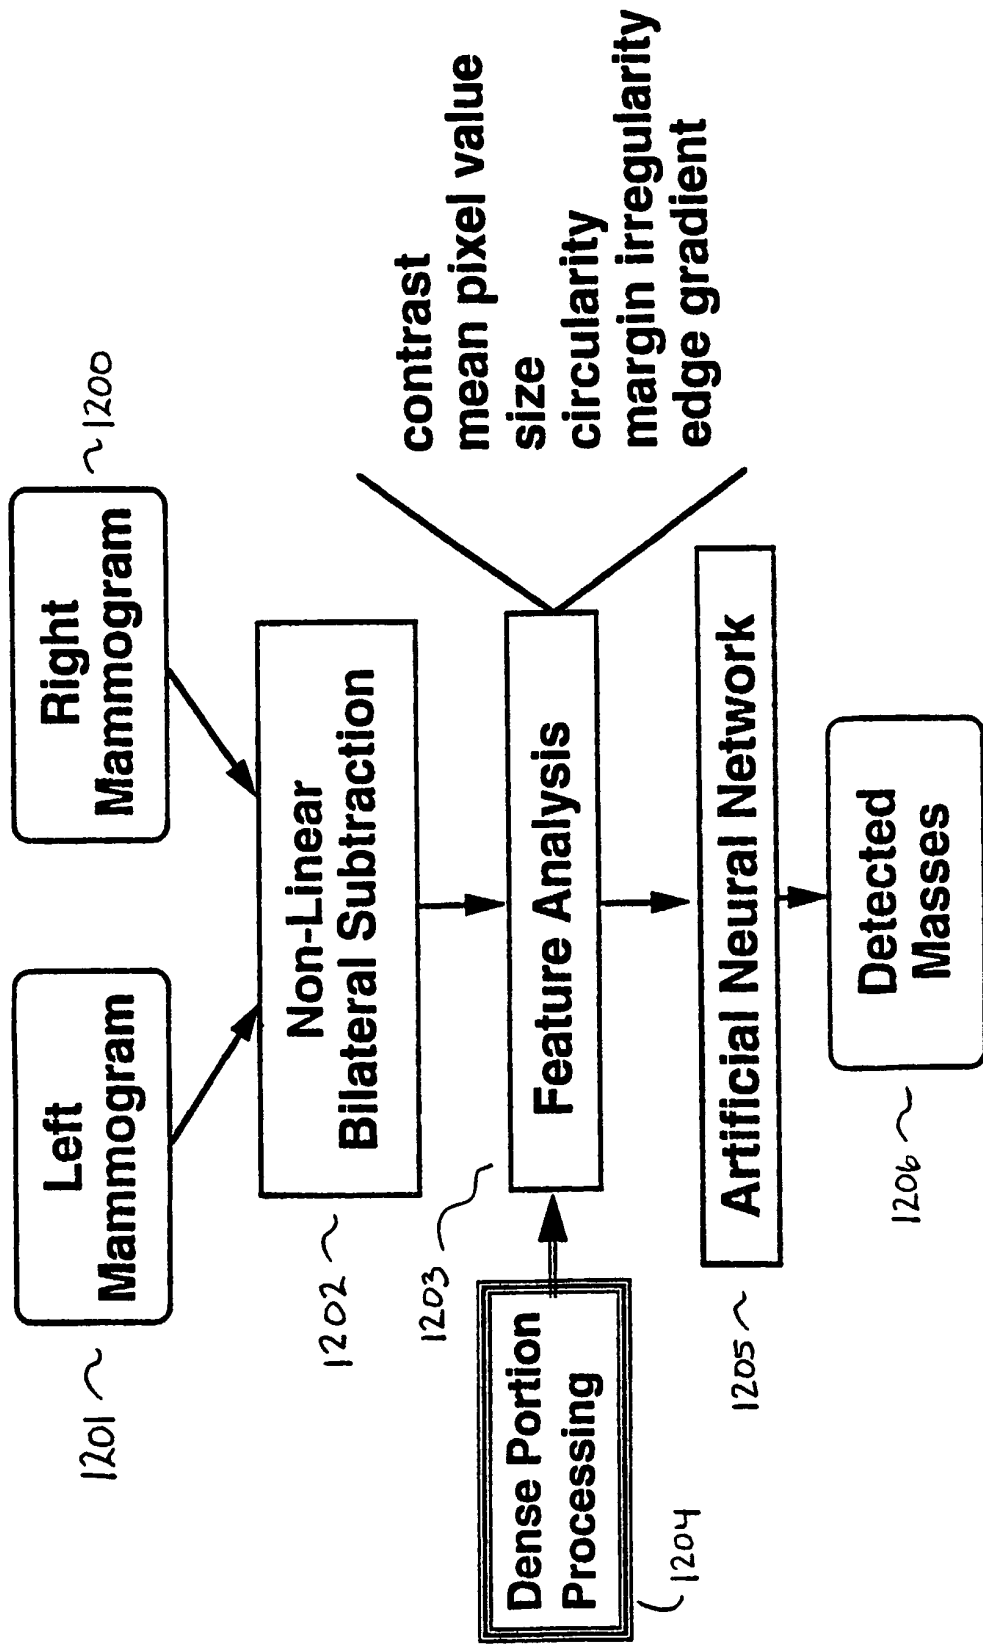 Left
Mammogram
1201
Right
Mammogram
1200
Non-Linear
Bilateral Subtraction
1202
Feature Analysis
1203
contrast
mean pixel value
size
circularity
margin irregularity
edge gradient
Dense Portion
Processing
1204
Artificial Neural Network
1205
Detected
Masses
1206